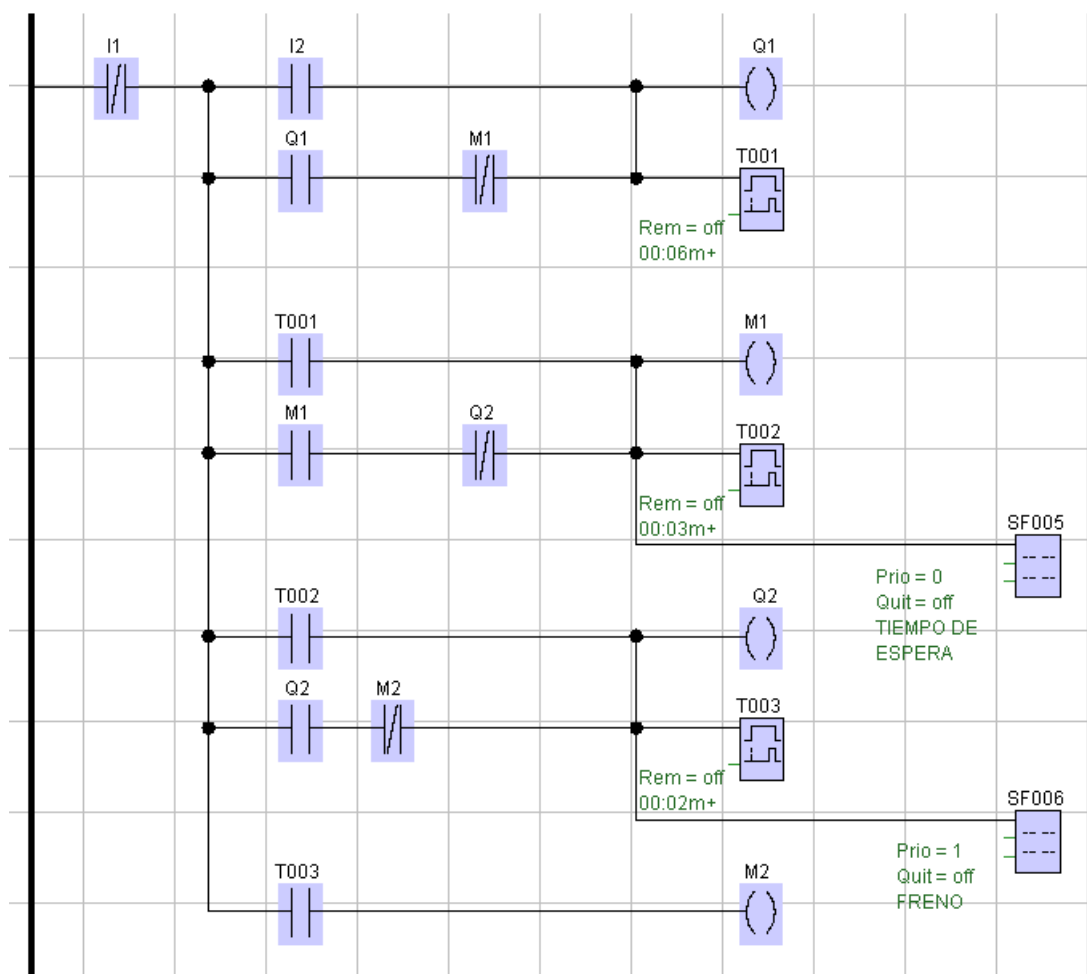 I1
I2
Q1
Q1
M1
T001
Rem = off
00:06m+
T001
M1
M1
Q2
T002
Rem = off
00:03m+
SF005
Prio = 0
Quit = off
TIEMPO DE
ESPERA
T002
Q2
Q2
M2
T003
Rem = off
00:02m+
SF006
Prio = 1
Quit = off
FRENO
T003
M2